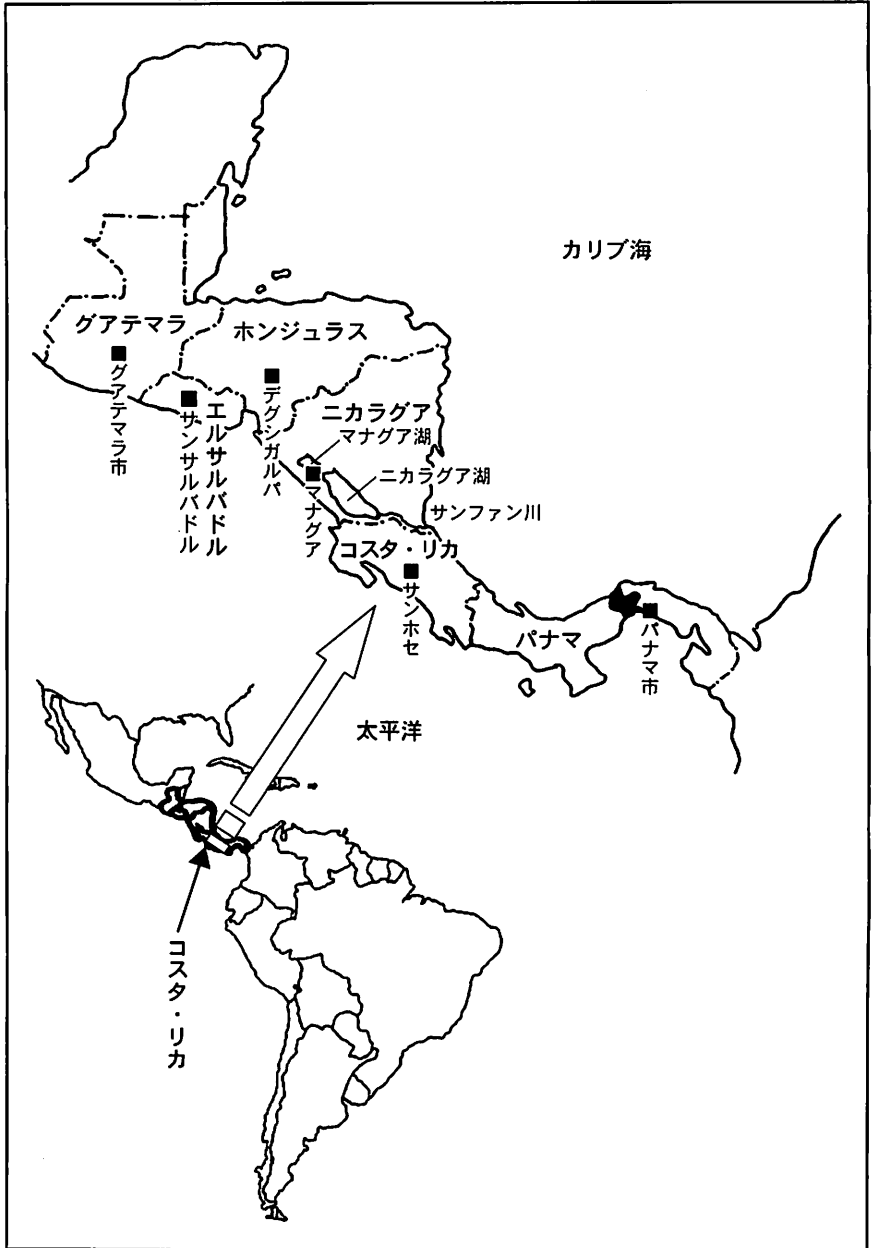 カリブ海
グアテマラ
ホンジュラス
グアテマラ市
サンサルバドル
エルサルバドル
デグシガルパ
ニカラグア
マナグア湖
ニカラグア湖
マナグア
サンファン川
コスタ・リカ
サンホセ
パナマ
パナマ市
太平洋
コスタ・リカ